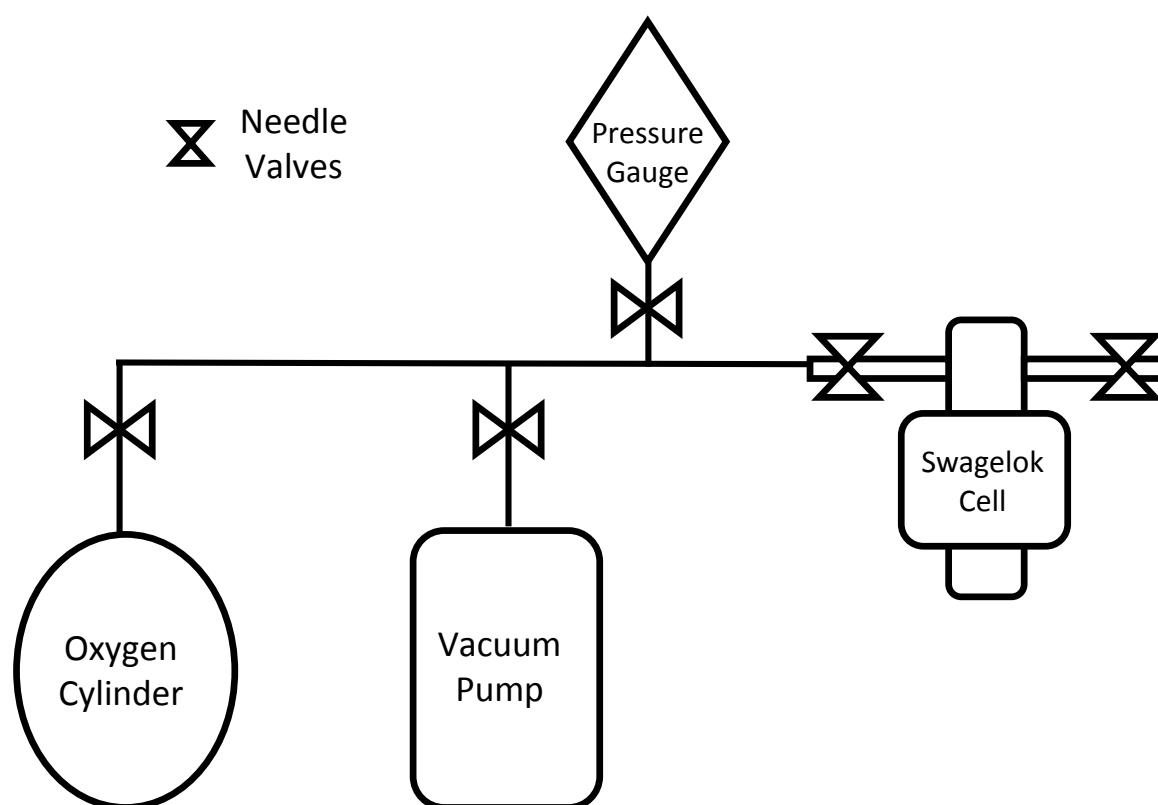 Needle
Valves
Pressure
Gauge
Swagelok
Cell
Oxygen
Cylinder
Vacuum
Pump